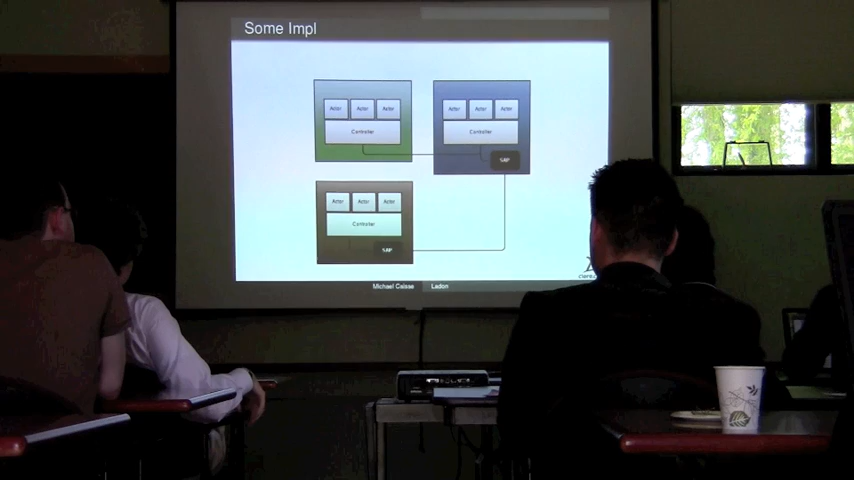 Some Impl
Actor Actor Actor
Controller
Actor Actor Actor
Controller
SAP
Actor Actor Actor
Controller
SAP
Michael Caisse Ladon